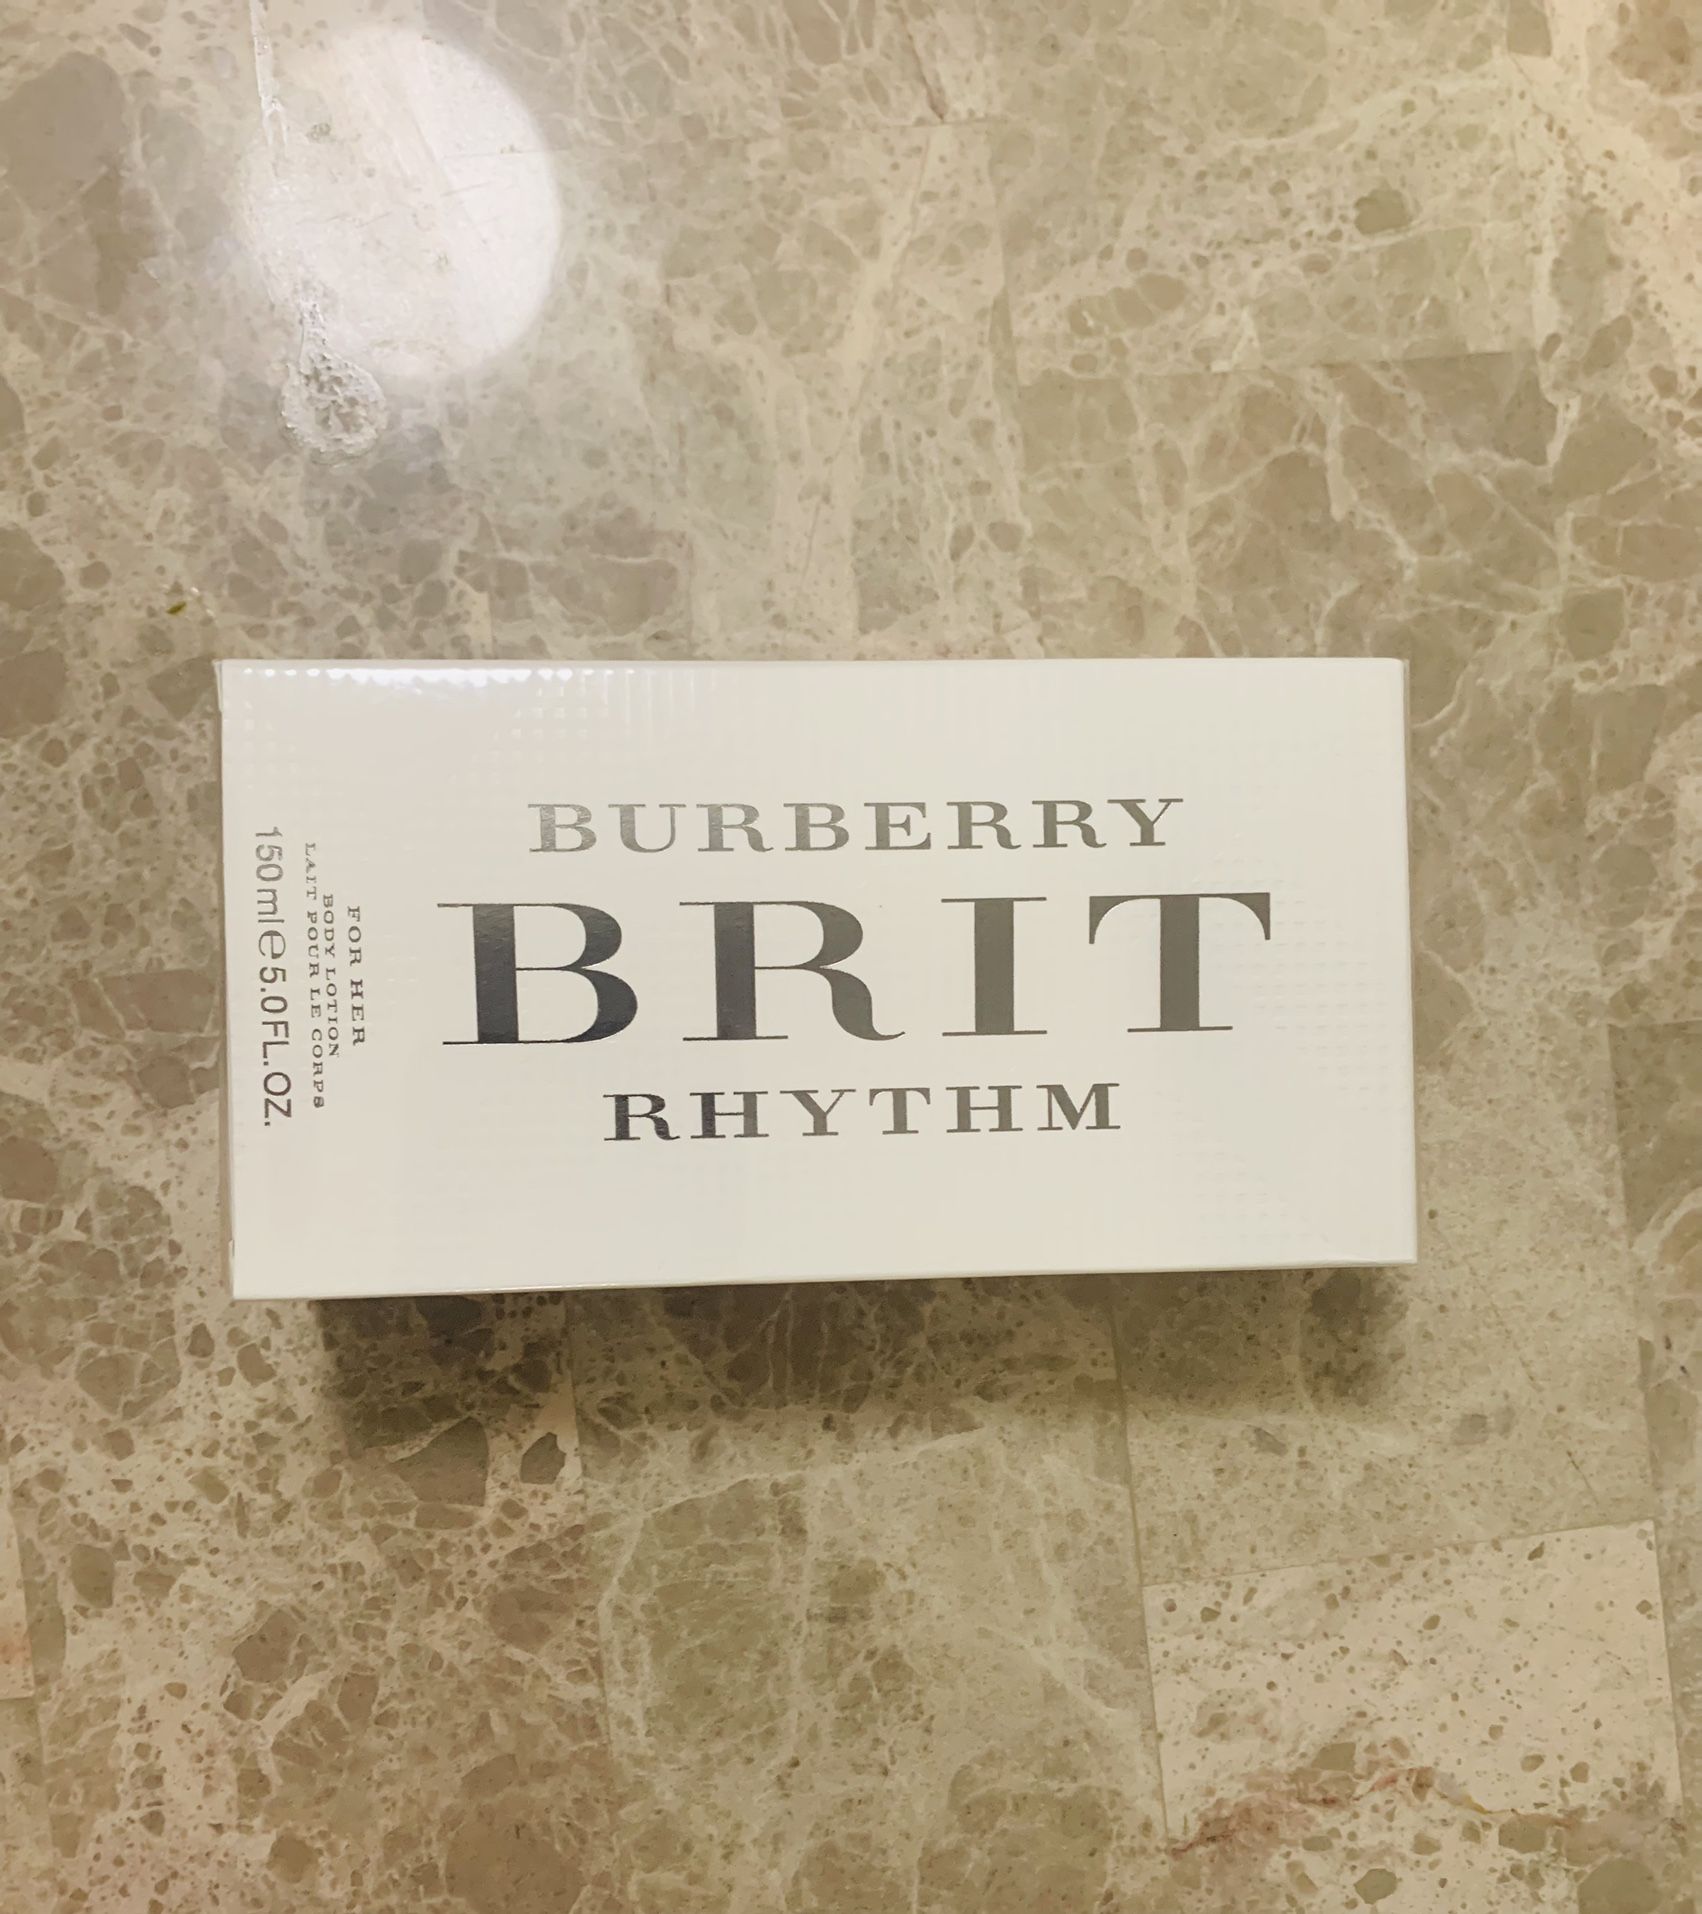 BURBERRY
BRIT
RHYTHM
FOR HER
BODY LOTION
LAIT POUR LE CORPS
150ml℮5.0FL.OZ.